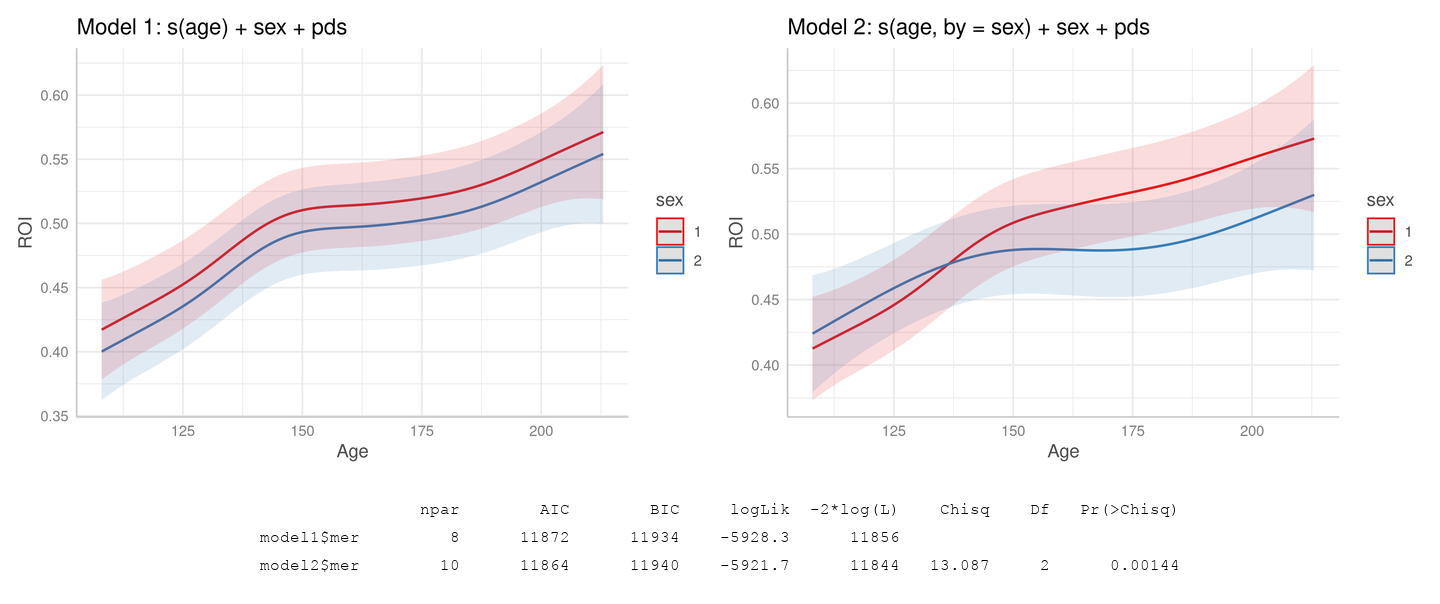 Model 1: s(age) + sex + pds
0.60
0.55
0.50
0.45
0.40
0.35
ROI
125 150 175 200
Age
sex
1
2
Model 2: s(age, by = sex) + sex + pds
0.60
0.55
0.50
0.45
0.40
ROI
125 150 175 200
Age
sex
1
2
npar AIC BIC logLik -2*log(L) Chisq Df Pr(>Chisq)
model1$mer 8 11872 11934 -5928.3 11856
model2$mer 10 11864 11940 -5921.7 11844 13.087 2 0.00144